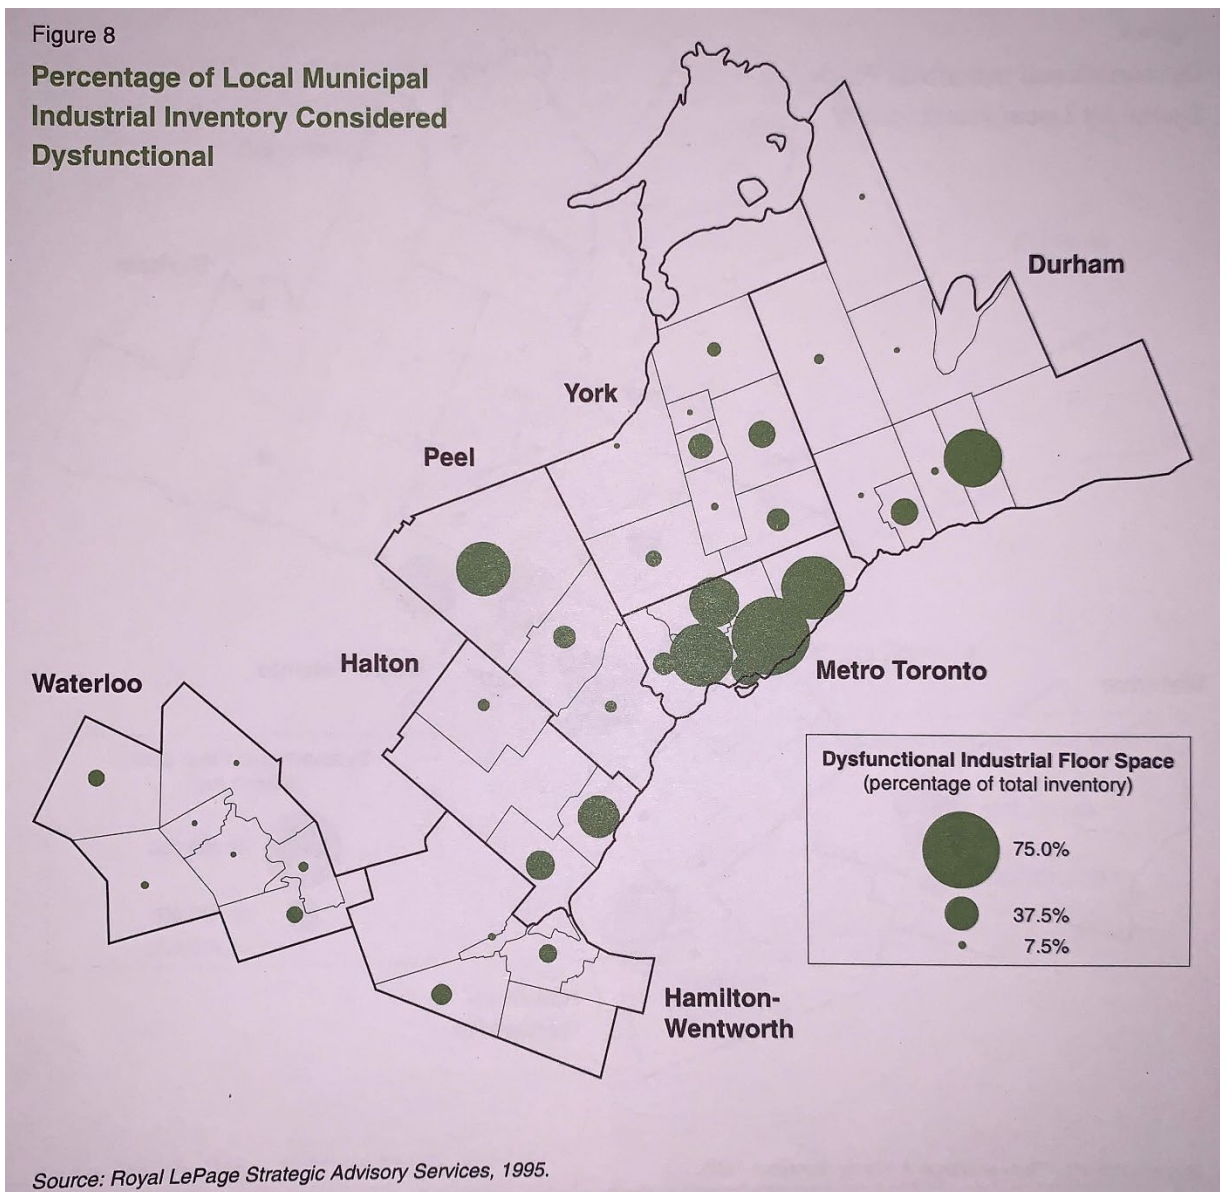 Figure 8
Percentage of Local Municipal
Industrial Inventory Considered
Dysfunctional
Durham
York
Peel
Halton
Waterloo
Metro Toronto
Dysfunctional Industrial Floor Space
(percentage of total inventory)
75.0%
37.5%
7.5%
Hamilton-
Wentworth
Source: Royal LePage Strategic Advisory Services, 1995.